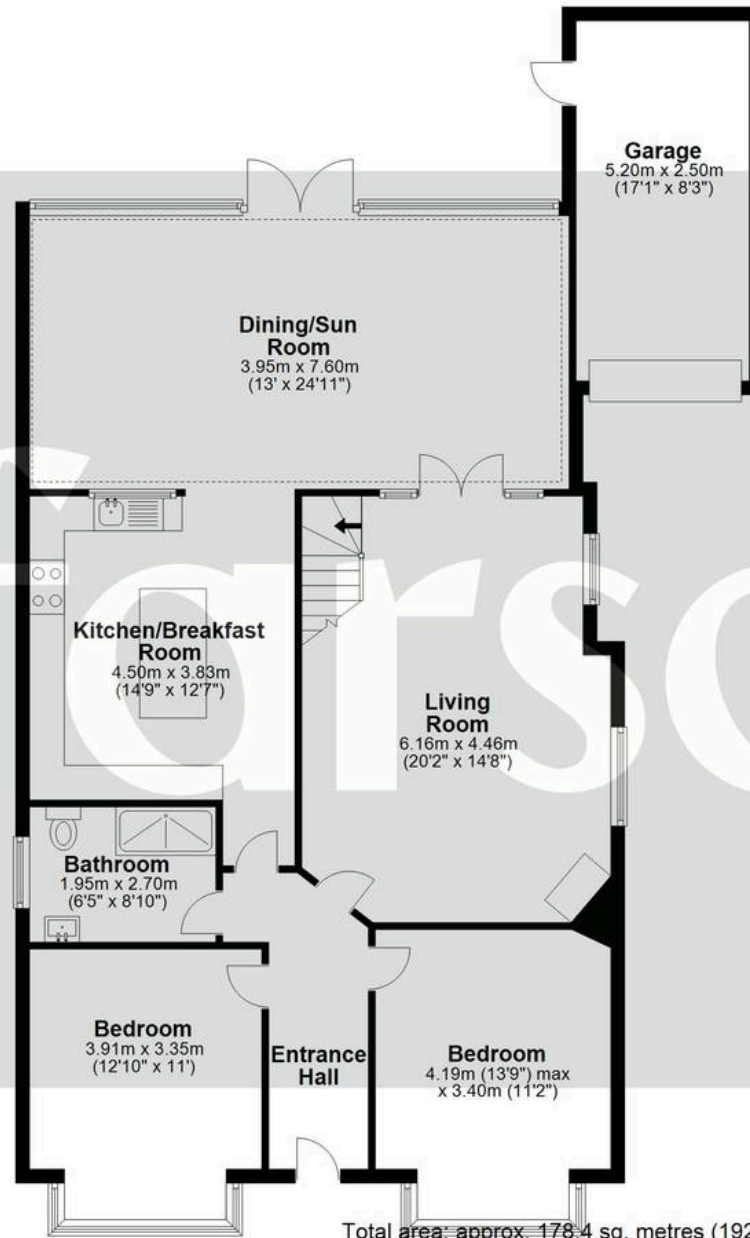 Garage
5.20m x 2.50m
(17'1" x 8'3")
Dining/Sun
Room
3.95m x 7.60m
(13' x 24'11")
Kitchen/Breakfast
Room
4.50m x 3.83m
(14'9" x 12'7")
Living
Room
6.16m x 4.46m
(20'2" x 14'8")
Bathroom
1.95m x 2.70m
(6'5" x 8'10")
Bedroom
3.91m x 3.35m
(12'10" x 11')
Entrance
Hall
Bedroom
4.19m (13'9") max
x 3.40m (11'2")
Total area: approx. 178.4 sq. metres (192